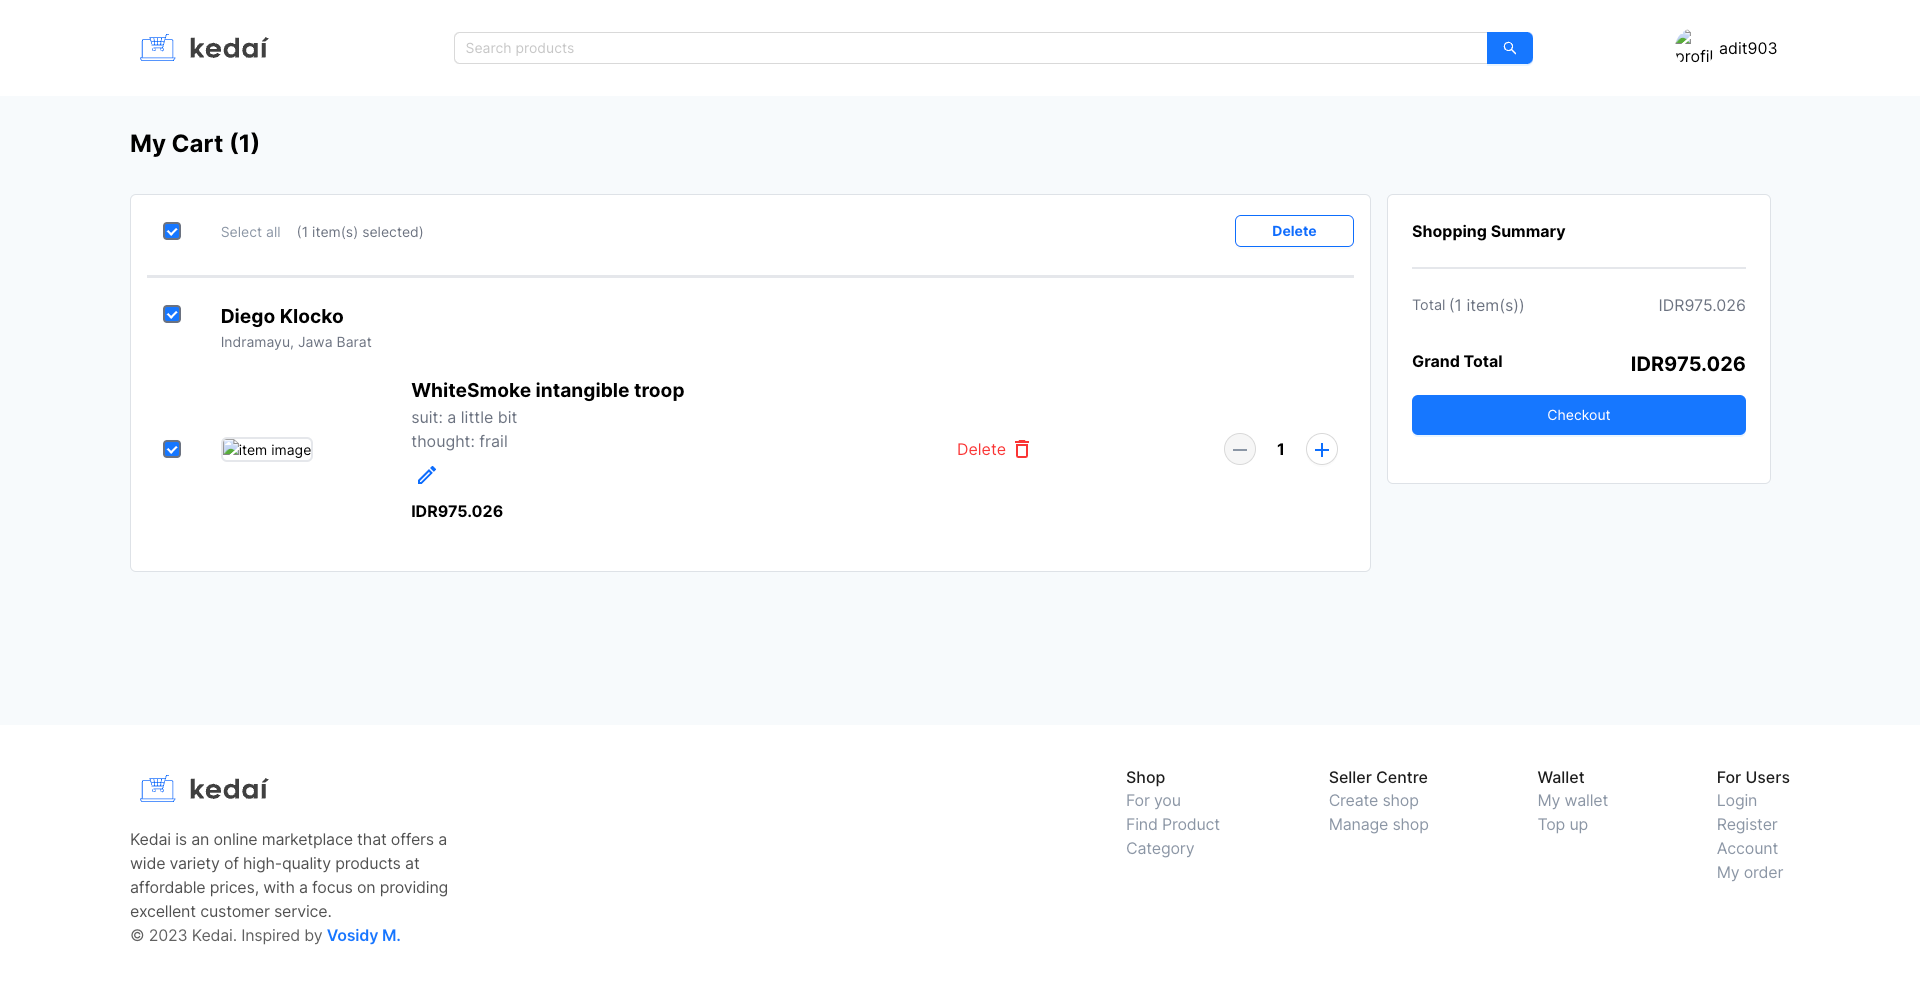 kedaí
Search products
profil
adit903
My Cart (1)
Select all (1 item(s) selected)
Delete
Diego Klocko
Indramayu, Jawa Barat
item image
WhiteSmoke intangible troop
suit: a little bit
thought: frail
IDR975.026
Delete
1
Shopping Summary
Total (1 item(s)) IDR975.026
Grand Total IDR975.026
Checkout
kedaí
Kedai is an online marketplace that offers a
wide variety of high-quality products at
affordable prices, with a focus on providing
excellent customer service.
© 2023 Kedai. Inspired by Vosidy M.
Shop
For you
Find Product
Category
Seller Centre
Create shop
Manage shop
Wallet
My wallet
Top up
For Users
Login
Register
Account
My order